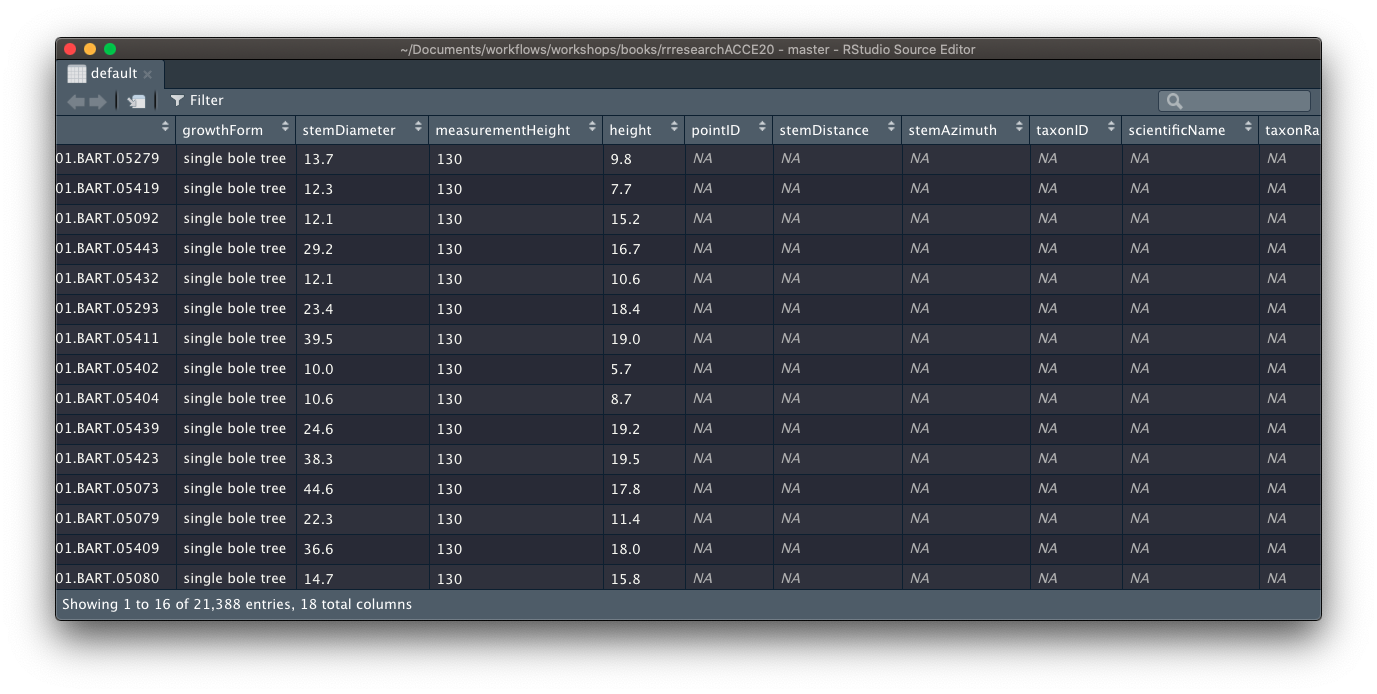 ~/Documents/workflows/workshops/books/rrresearchACCE20 - master - RStudio Source Editor
default
Filter
growthForm stemDiameter measurementHeight height pointID stemDistance stemAzimuth taxonID scientificName taxonRa
01.BART.05279 single bole tree 13.7 130 9.8 NA NA NA NA NA NA
01.BART.05419 single bole tree 12.3 130 7.7 NA NA NA NA NA NA
01.BART.05092 single bole tree 12.1 130 15.2 NA NA NA NA NA NA
01.BART.05443 single bole tree 29.2 130 16.7 NA NA NA NA NA NA
01.BART.05432 single bole tree 12.1 130 10.6 NA NA NA NA NA NA
01.BART.05293 single bole tree 23.4 130 18.4 NA NA NA NA NA NA
01.BART.05411 single bole tree 39.5 130 19.0 NA NA NA NA NA NA
01.BART.05402 single bole tree 10.0 130 5.7 NA NA NA NA NA NA
01.BART.05404 single bole tree 10.6 130 8.7 NA NA NA NA NA NA
01.BART.05439 single bole tree 24.6 130 19.2 NA NA NA NA NA NA
01.BART.05423 single bole tree 38.3 130 19.5 NA NA NA NA NA NA
01.BART.05073 single bole tree 44.6 130 17.8 NA NA NA NA NA NA
01.BART.05079 single bole tree 22.3 130 11.4 NA NA NA NA NA NA
01.BART.05409 single bole tree 36.6 130 18.0 NA NA NA NA NA NA
01.BART.05080 single bole tree 14.7 130 15.8 NA NA NA NA NA NA
Showing 1 to 16 of 21,388 entries, 18 total columns